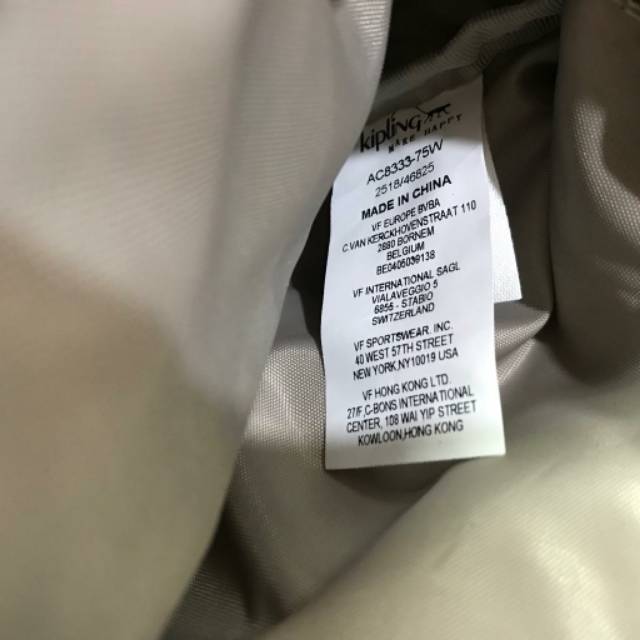 kipling
MAKE HAPPY
AC8333-75W
2518/46825
MADE IN CHINA
VF EUROPE BVBA
C.VAN KERCKHOVENSTRAAT 110
2880 BORNEM
BELGIUM
BE0405039138
VF INTERNATIONAL SAGL
VIALAVEGGIO 5
6855 - STABIO
SWITZERLAND
VF SPORTSWEAR. INC.
40 WEST 57TH STREET
NEW YORK,NY10019 USA
VF HONG KONG LTD.
27/F,C-BONS INTERNATIONAL
CENTER, 108 WAI YIP STREET
KOWLOON,HONG KONG